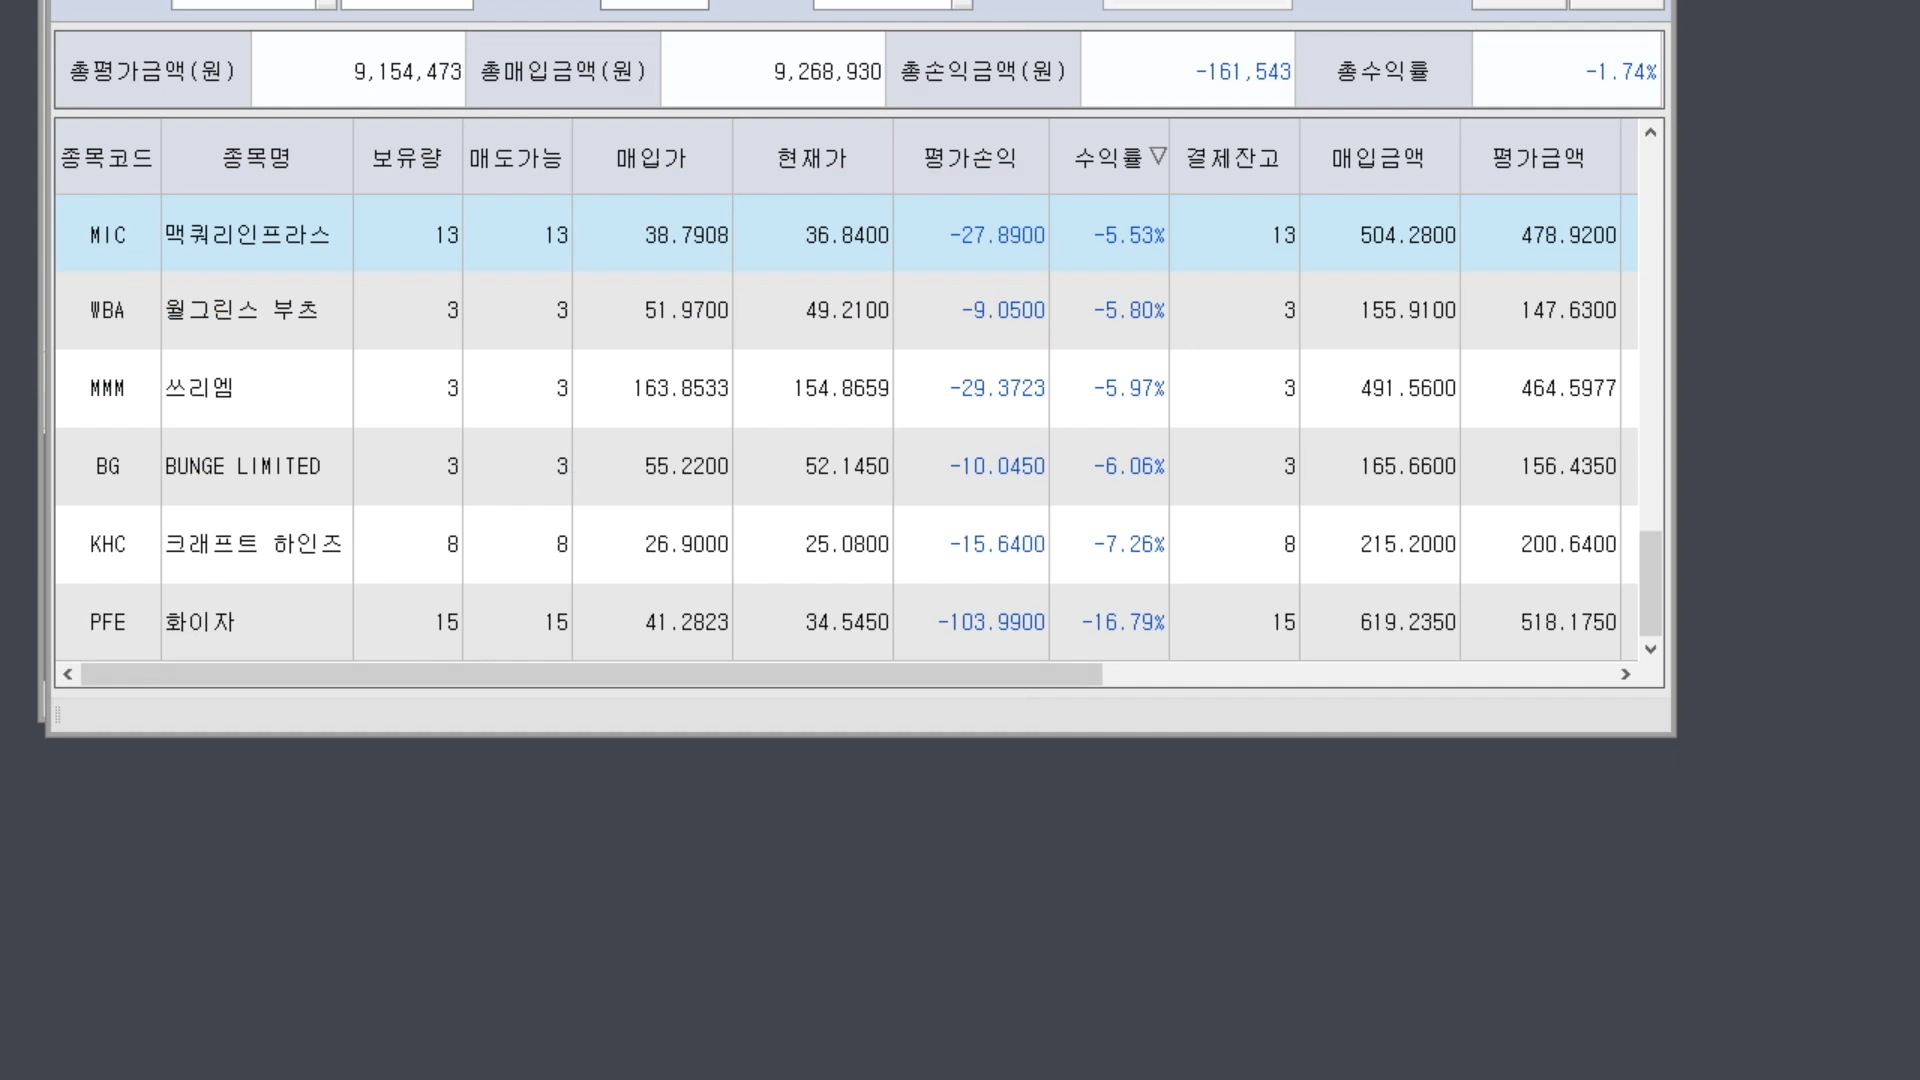 총평가금액(원) 9,154,473 총매입금액(원) 9,268,930 총손익금액(원) -161,543 총수익률 -1.74%
종목코드 종목명 보유량 매도가능 매입가 현재가 평가손익 수익률▽ 결제잔고 매입금액 평가금액
MIC 맥쿼리인프라스 13 13 38.7908 36.8400 -27.8900 -5.53% 13 504.2800 478.9200
WBA 월그린스 부츠 3 3 51.9700 49.2100 -9.0500 -5.80% 3 155.9100 147.6300
MMM 쓰리엠 3 3 163.8533 154.8659 -29.3723 -5.97% 3 491.5600 464.5977
BG BUNGE LIMITED 3 3 55.2200 52.1450 -10.0450 -6.06% 3 165.6600 156.4350
KHC 크래프트 하인즈 8 8 26.9000 25.0800 -15.6400 -7.26% 8 215.2000 200.6400
PFE 화이자 15 15 41.2823 34.5450 -103.9900 -16.79% 15 619.2350 518.1750